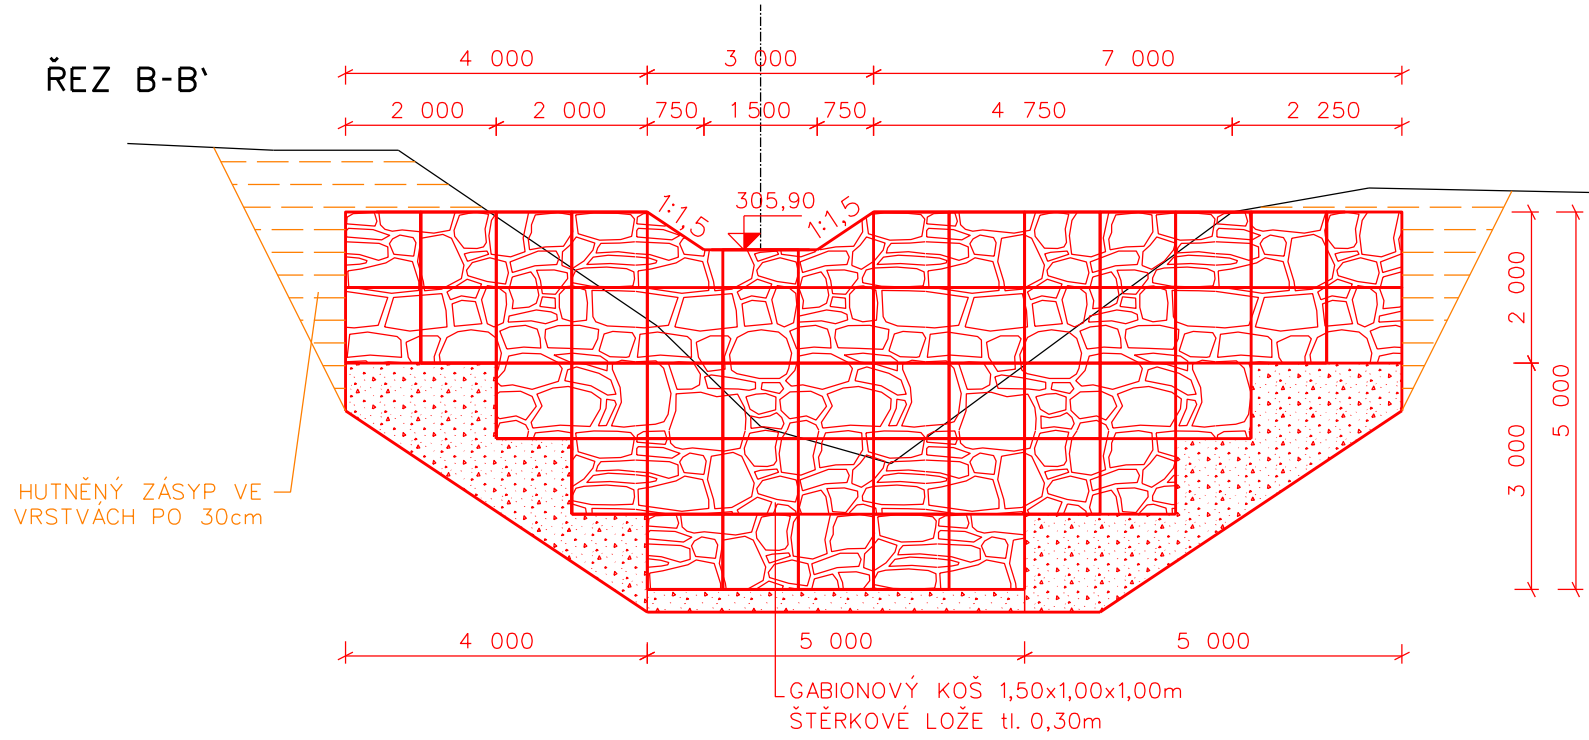 ŘEZ B-B'
4 000 3 000 7 000
2 000 2 000 750 1500 750 4 750 2 250
1:1,5 305,90 1:1,5
2 000
3 000
5 000
HUTNĚNÝ ZÁSYP VE
VRSTVÁCH PO 30cm
4 000 5 000 5 000
GABIONOVÝ KOŠ 1,50x1,00x1,00m
ŠTĚRKOVÉ LOŽE tl. 0,30m